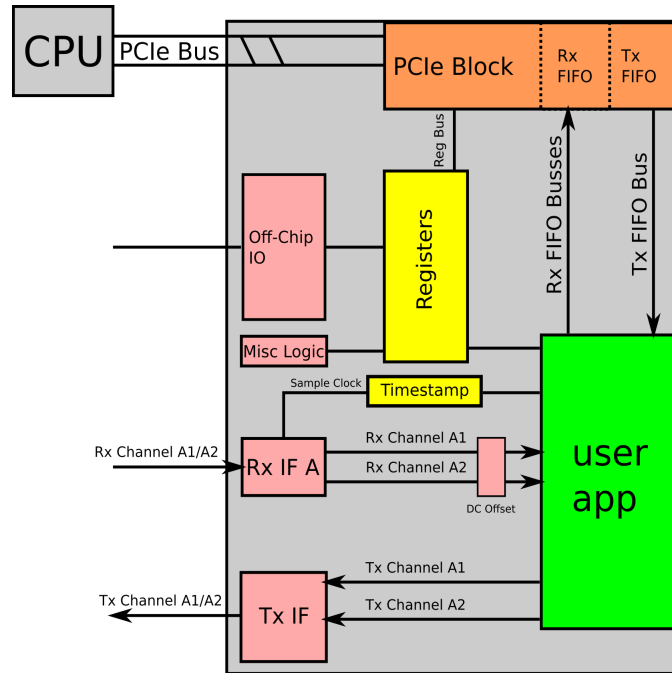 CPU
PCIe Bus
PCIe Block
Rx
FIFO
Tx
FIFO
Reg Bus
Rx FIFO Busses
Tx FIFO Bus
Off-Chip
IO
Registers
Misc Logic
Sample Clock
Timestamp
Rx Channel A1/A2
Rx IF A
Rx Channel A1
Rx Channel A2
DC Offset
user
app
Tx Channel A1/A2
Tx IF
Tx Channel A1
Tx Channel A2